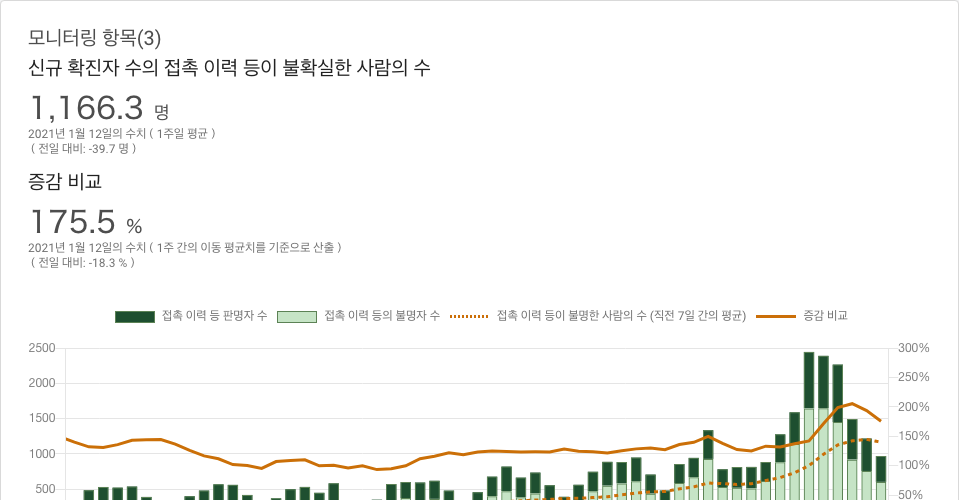 모니터링 항목(3)
신규 확진자 수의 접촉 이력 등이 불확실한 사람의 수
1,166.3 명
2021년 1월 12일의 수치 ( 1주일 평균 )
( 전일 대비: -39.7 명 )
증감 비교
175.5 %
2021년 1월 12일의 수치 ( 1주 간의 이동 평균치를 기준으로 산출 )
( 전일 대비: -18.3 % )
접촉 이력 등 판명자 수 접촉 이력 등의 불명자 수 접촉 이력 등이 불명한 사람의 수 (직전 7일 간의 평균) 증감 비교
2500 300%
250%
2000
200%
1500
150%
1000
100%
500
50%